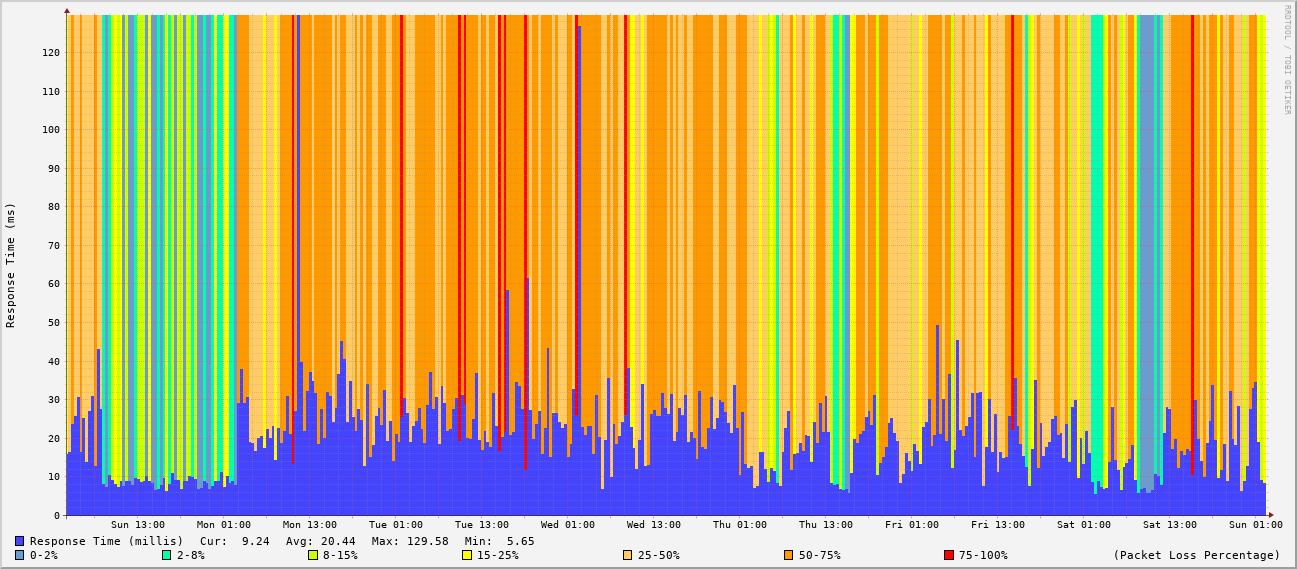 RRDTOOL / TOBI OETIKER
Response Time (ms)
120
110
100
90
80
70
60
50
40
30
20
10
0
Sun 13:00 Mon 01:00 Mon 13:00 Tue 01:00 Tue 13:00 Wed 01:00 Wed 13:00 Thu 01:00 Thu 13:00 Fri 01:00 Fri 13:00 Sat 01:00 Sat 13:00 Sun 01:00
Response Time (millis) Cur: 9.24 Avg: 20.44 Max: 129.58 Min: 5.65
0-2% 2-8% 8-15% 15-25% 25-50% 50-75% 75-100% (Packet Loss Percentage)